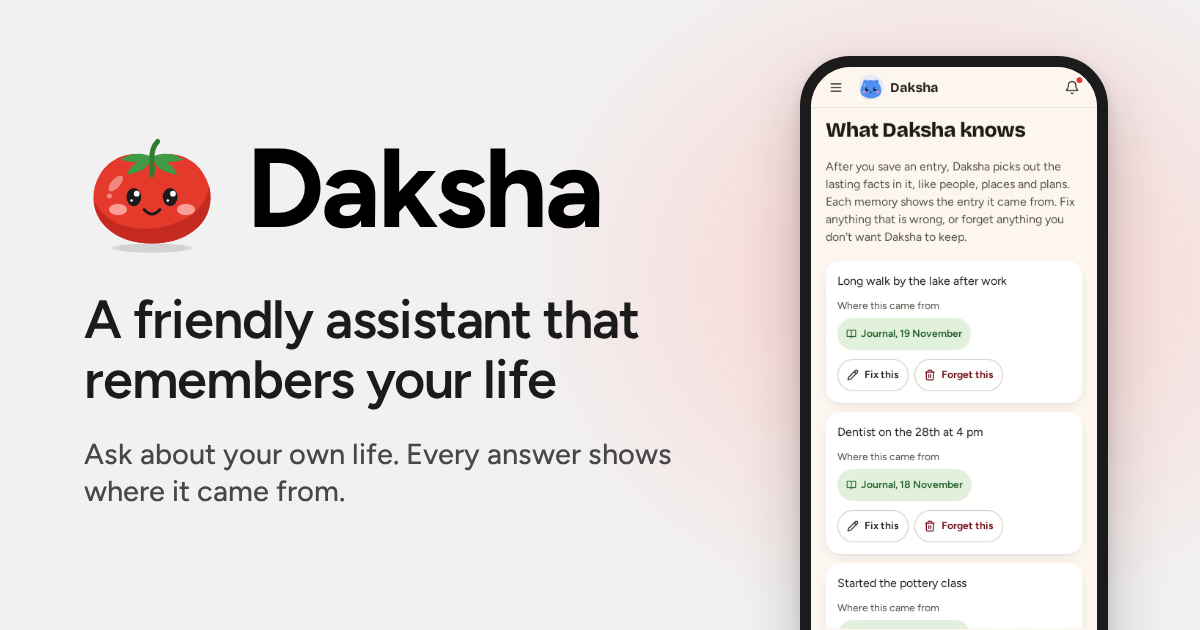 Daksha
A friendly assistant that
remembers your life
Ask about your own life. Every answer shows
where it came from.
Daksha
What Daksha knows
After you save an entry, Daksha picks out the
lasting facts in it, like people, places and plans.
Each memory shows the entry it came from. Fix
anything that is wrong, or forget anything you
don't want Daksha to keep.
Long walk by the lake after work
Where this came from
Journal, 19 November
Fix this Forget this
Dentist on the 28th at 4 pm
Where this came from
Journal, 18 November
Fix this Forget this
Started the pottery class
Where this came from